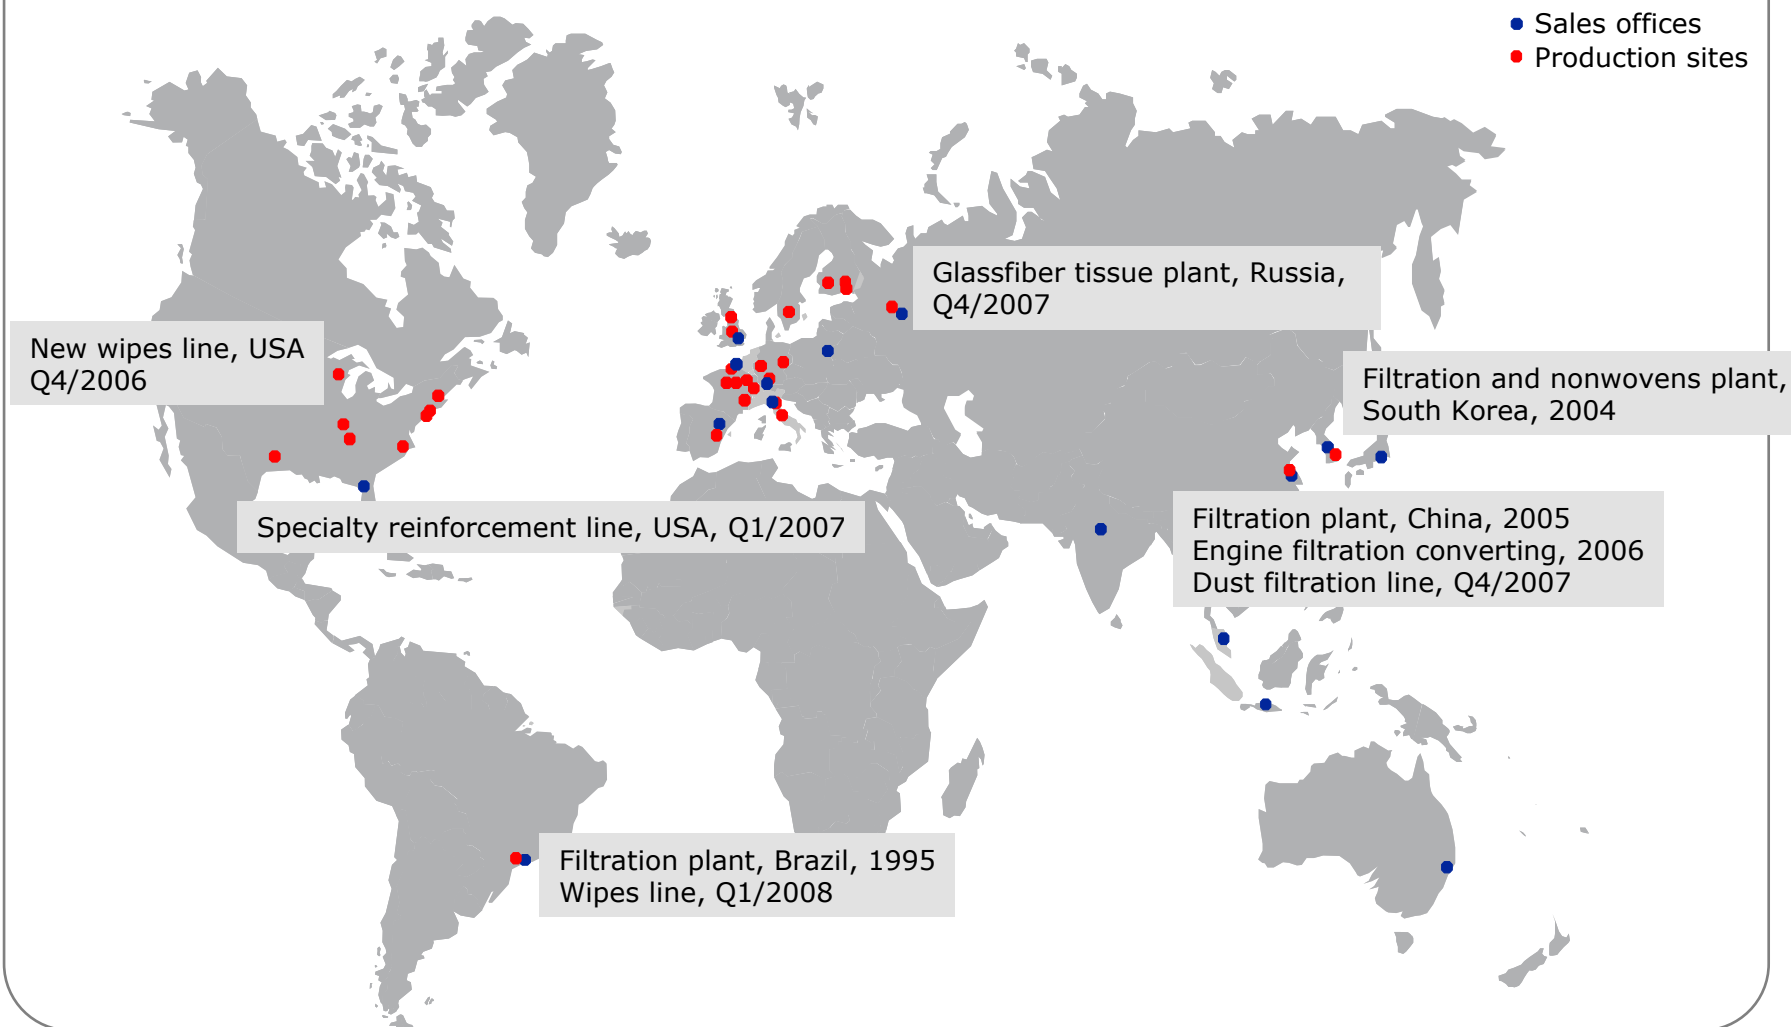 Sales offices
Production sites
Glassfiber tissue plant, Russia,
Q4/2007
New wipes line, USA
Q4/2006
Filtration and nonwovens plant,
South Korea, 2004
Specialty reinforcement line, USA, Q1/2007
Filtration plant, China, 2005
Engine filtration converting, 2006
Dust filtration line, Q4/2007
Filtration plant, Brazil, 1995
Wipes line, Q1/2008